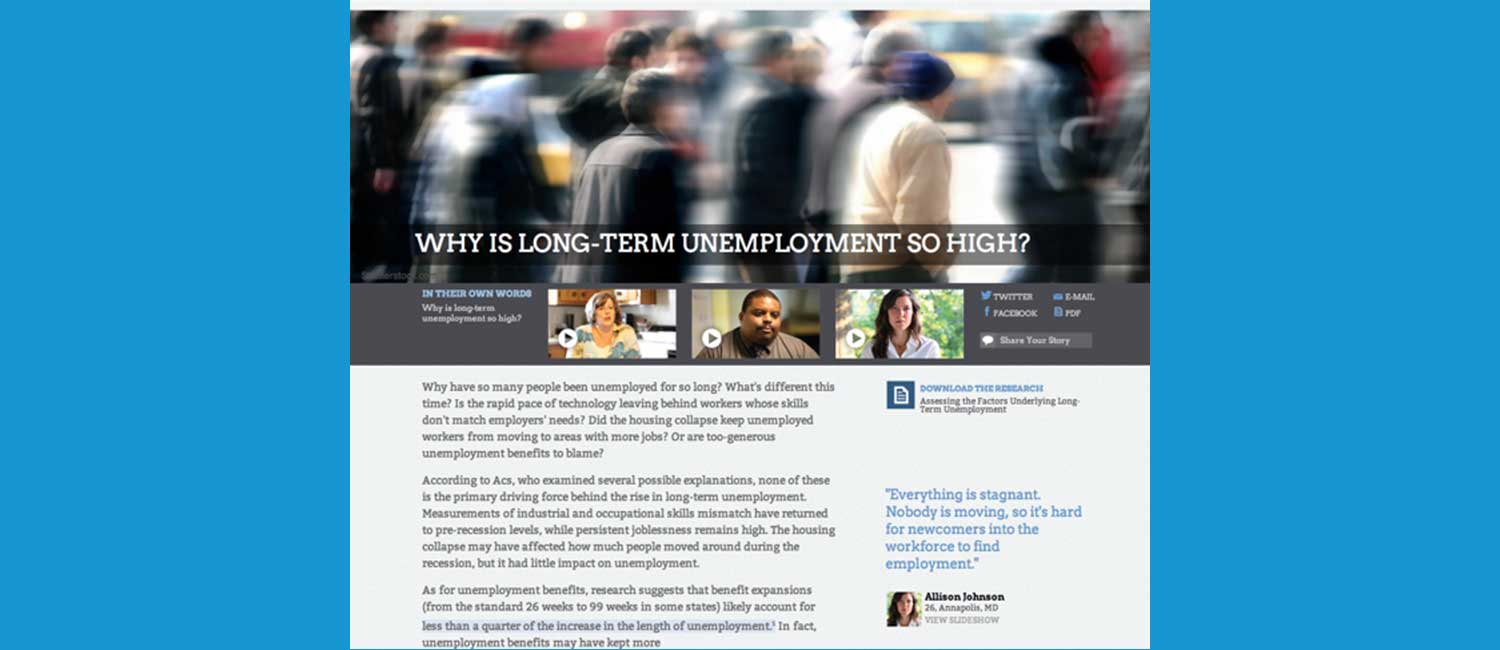 WHY IS LONG-TERM UNEMPLOYMENT SO HIGH?
Shutterstock.com
IN THEIR OWN WORDS
Why is long-term
unemployment so high?
TWITTER
E-MAIL
FACEBOOK
PDF
Share Your Story
Why have so many people been unemployed for so long? What's different this
time? Is the rapid pace of technology leaving behind workers whose skills
don't match employers' needs? Did the housing collapse keep unemployed
workers from moving to areas with more jobs? Or are too-generous
unemployment benefits to blame?
According to Acs, who examined several possible explanations, none of these
is the primary driving force behind the rise in long-term unemployment.
Measurements of industrial and occupational skills mismatch have returned
to pre-recession levels, while persistent joblessness remains high. The housing
collapse may have affected how much people moved around during the
recession, but it had little impact on unemployment.
As for unemployment benefits, research suggests that benefit expansions
(from the standard 26 weeks to 99 weeks in some states) likely account for
less than a quarter of the increase in the length of unemployment.⁵ In fact,
unemployment benefits may have kept more
DOWNLOAD THE RESEARCH
Assessing the Factors Underlying Long-
Term Unemployment
"Everything is stagnant.
Nobody is moving, so it's hard
for newcomers into the
workforce to find
employment."
Allison Johnson
26, Annapolis, MD
VIEW SLIDESHOW